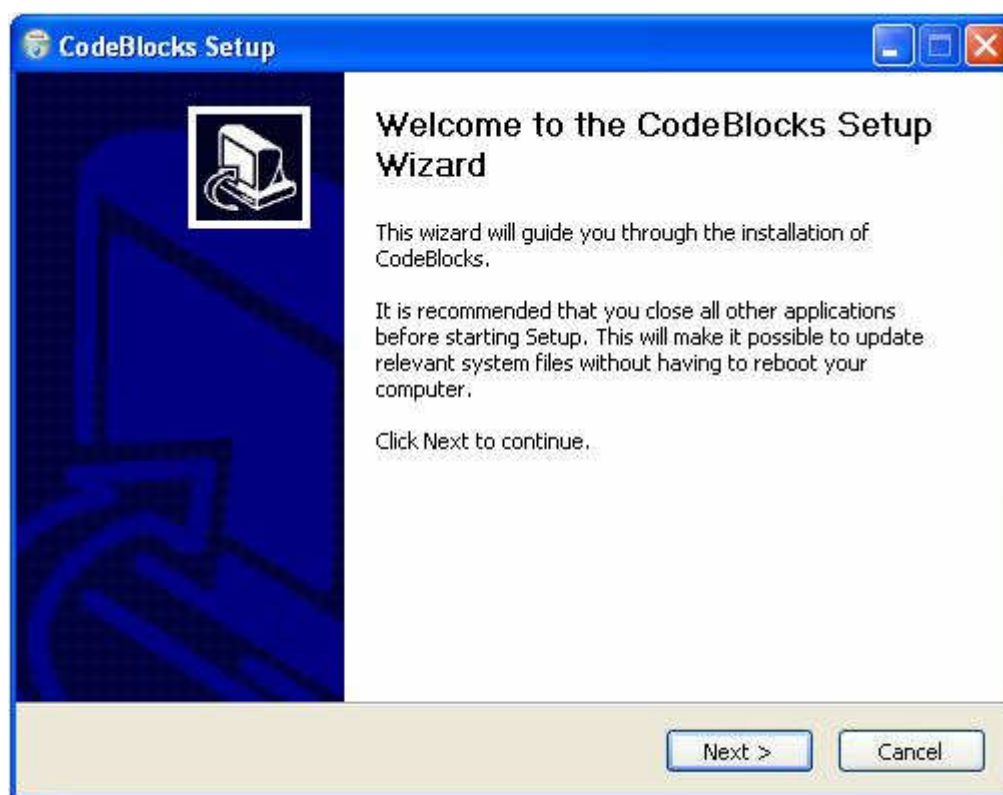 CodeBlocks Setup
Welcome to the CodeBlocks Setup
Wizard
This wizard will guide you through the installation of
CodeBlocks.
It is recommended that you close all other applications
before starting Setup. This will make it possible to update
relevant system files without having to reboot your
computer.
Click Next to continue.
Next >
Cancel